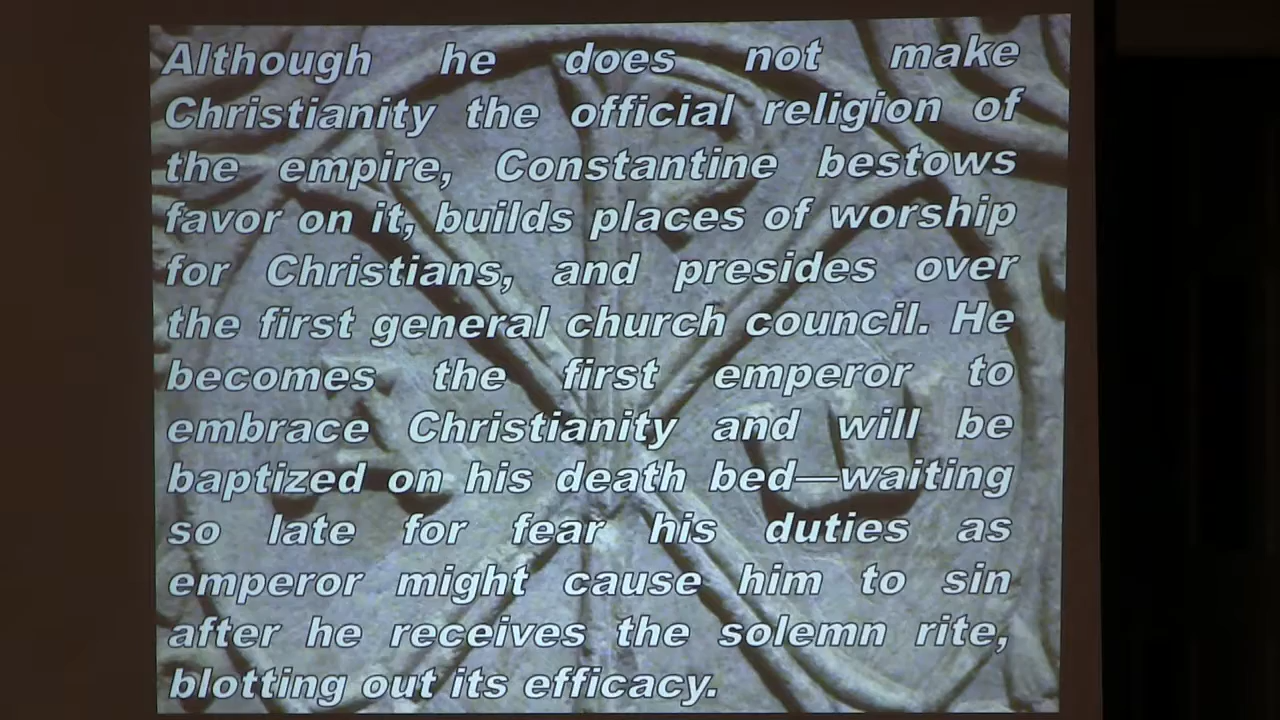 Although he does not make
Christianity the official religion of
the empire, Constantine bestows
favor on it, builds places of worship
for Christians, and presides over
the first general church council. He
becomes the first emperor to
embrace Christianity and will be
baptized on his death bed—waiting
so late for fear his duties as
emperor might cause him to sin
after he receives the solemn rite,
blotting out its efficacy.